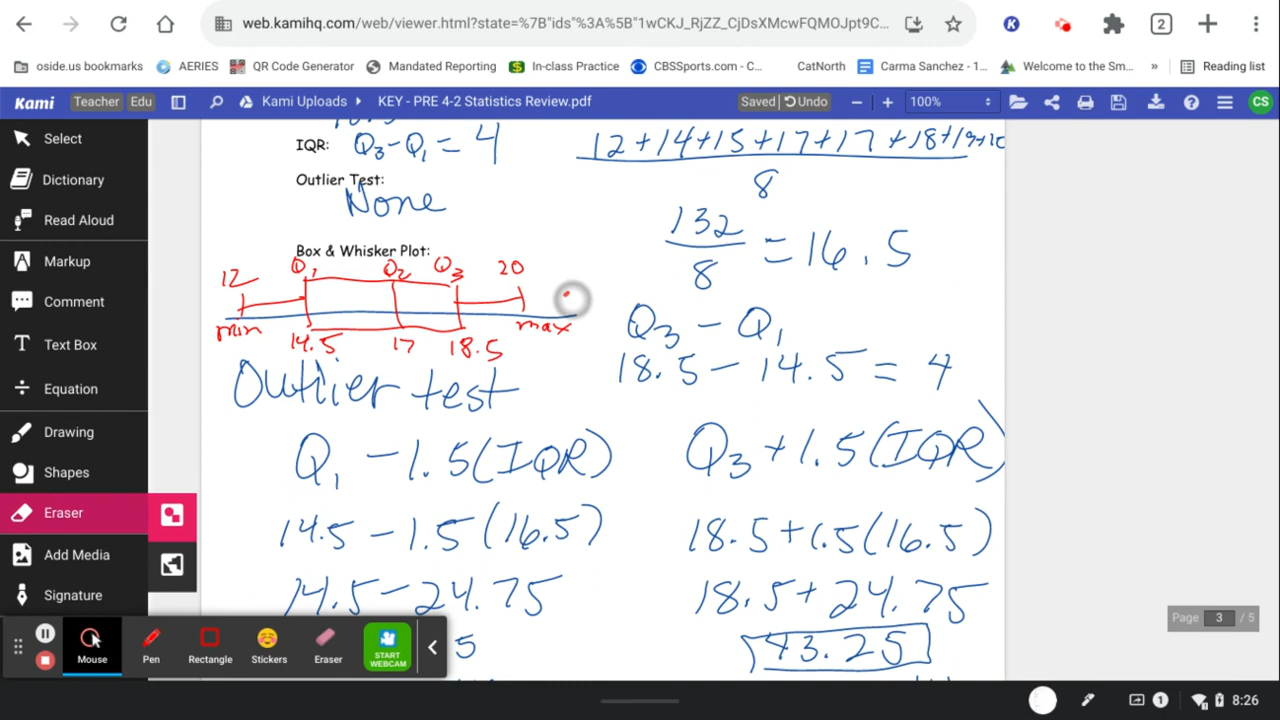 web.kamihq.com/web/viewer.html?state=%7B"ids"%3A%5B"1wCKJ_RjZZ_CjDsXMcwFQMOJpt9C...
2
oside.us bookmarks
AERIES
QR Code Generator
Mandated Reporting
In-class Practice
CBSSports.com - C...
CatNorth
Carma Sanchez - 1...
Welcome to the Sm...
»
Reading list
Kami
Teacher
Edu
Kami Uploads
KEY - PRE 4-2 Statistics Review.pdf
Saved
Undo
100%
CS
Select
Dictionary
Read Aloud
Markup
Comment
Text Box
Equation
Drawing
Shapes
Eraser
Add Media
Signature
IQR: Q3-Q1 = 4
12+14+15+17+17+18+19+20
8
Outlier Test:
None
132
8
= 16.5
Box & Whisker Plot:
12 Q1 Q2 Q3 20
min 14.5 17 18.5 max
Q3 - Q1
18.5 - 14.5 = 4
Outlier test
Q1 - 1.5(IQR)
Q3 + 1.5(IQR)
14.5 - 1.5(16.5)
18.5 + 1.5(16.5)
14.5 - 24.75
18.5 + 24.75
5
43.25
Page 3 / 5
Mouse
Pen
Rectangle
Stickers
Eraser
START WEBCAM
1
8:26